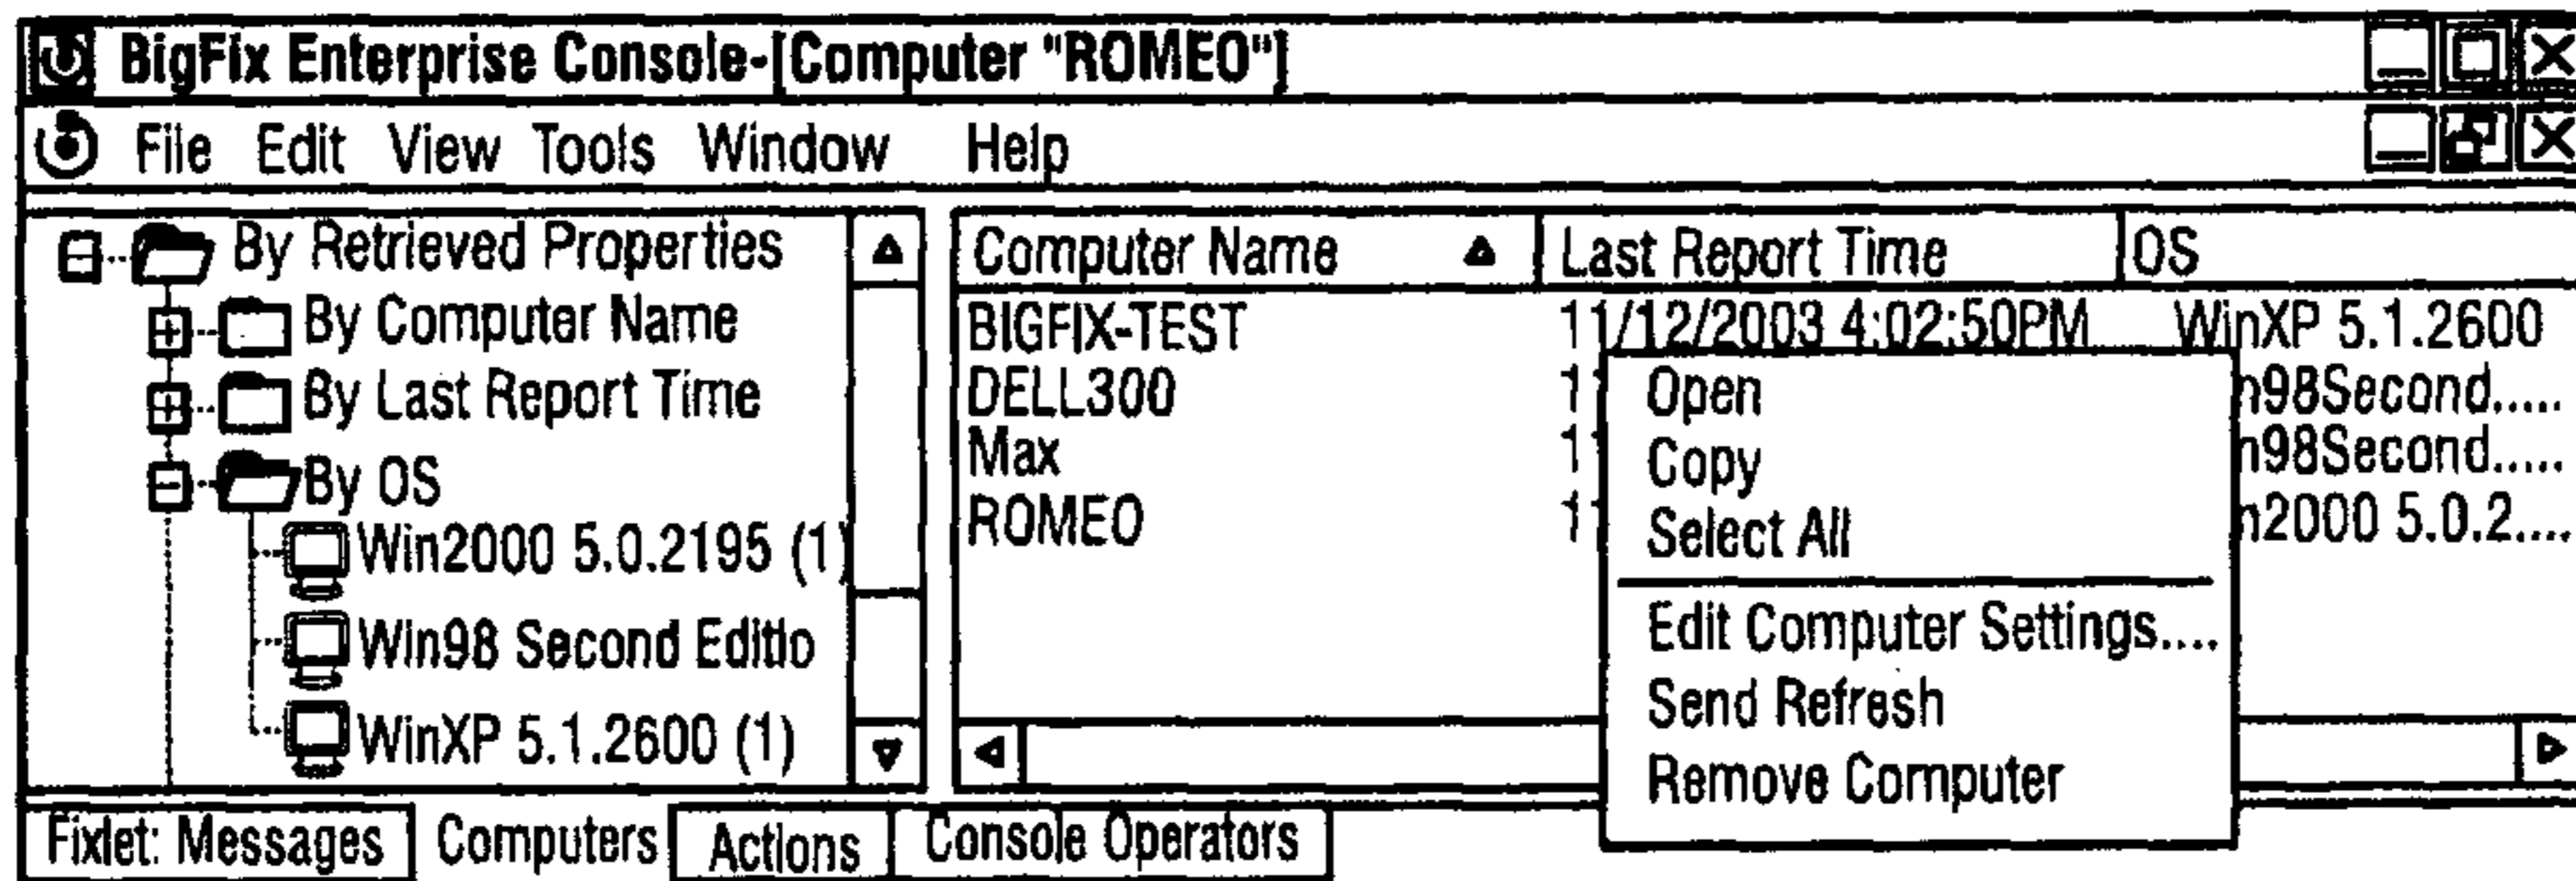 BigFix Enterprise Console-[Computer "ROMEO"]
File Edit View Tools Window Help
By Retrieved Properties
By Computer Name
By Last Report Time
By OS
Win2000 5.0.2195 (1)
Win98 Second Editio
WinXP 5.1.2600 (1)
Computer Name Last Report Time OS
BIGFIX-TEST 11/12/2003 4:02:50PM WinXP 5.1.2600
DELL300 11 n98Second.....
Max 11 n98Second.....
ROMEO 11 n2000 5.0.2....
Open
Copy
Select All
Edit Computer Settings....
Send Refresh
Remove Computer
Fixlet: Messages Computers Actions Console Operators